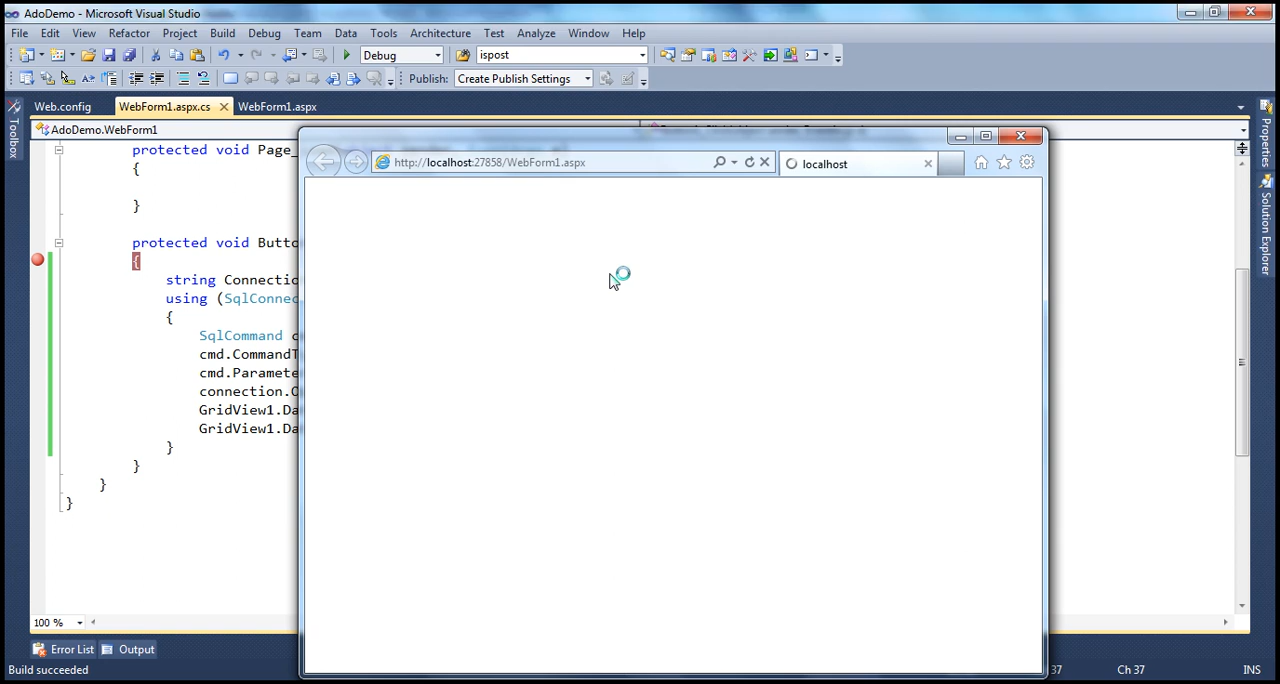 AdoDemo - Microsoft Visual Studio
File Edit View Refactor Project Build Debug Team Data Tools Architecture Test Analyze Window Help
Debug ispost
Publish: Create Publish Settings
Web.config WebForm1.aspx.cs WebForm1.aspx
AdoDemo.WebForm1
http://localhost:27858/WebForm1.aspx localhost
Toolbox
Properties
Solution Explorer
protected void Page_
{
}
protected void Butto
{
string Connectio
using (SqlConnec
{
SqlCommand c
cmd.CommandT
cmd.Paramete
connection.O
GridView1.Da
GridView1.Da
}
}
}
}
100 %
Error List Output
Build succeeded 37 Ch 37 INS